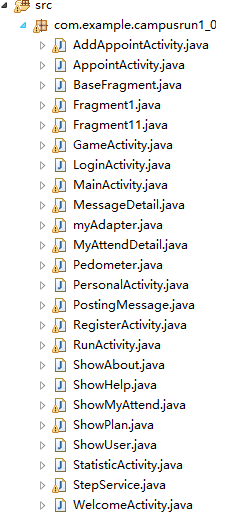 src
com.example.campusrun1_0
AddAppointActivity.java
AppointActivity.java
BaseFragment.java
Fragment1.java
Fragment11.java
GameActivity.java
LoginActivity.java
MainActivity.java
MessageDetail.java
myAdapter.java
MyAttendDetail.java
Pedometer.java
PersonalActivity.java
PostingMessage.java
RegisterActivity.java
RunActivity.java
ShowAbout.java
ShowHelp.java
ShowMyAttend.java
ShowPlan.java
ShowUser.java
StatisticActivity.java
StepService.java
WelcomeActivity.java